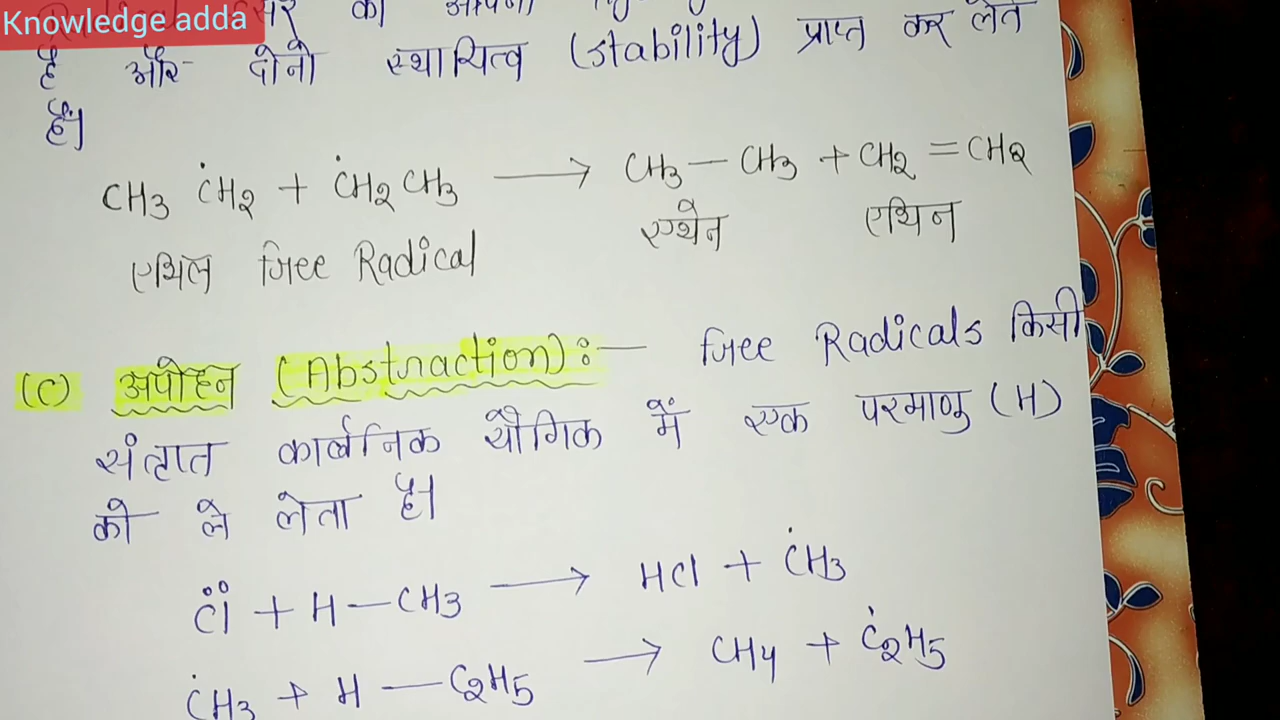 Knowledge adda
है और दोनो स्थायित्व (stability) प्राप्त कर लेते
हैं।
CH3 ĊH2 + ĊH2 CH3 ⟶ CH3 — CH3 + CH2 = CH2
एथिल free Radical एथेन एथिन
(C) अपोहन (Abstraction) :— free Radicals किसी
संतृप्त कार्बनिक यौगिक में एक परमाणु (H)
को ले लेता है।
C̈l + H — CH3 ⟶ HCl + ĊH3
ĊH3 + H — C2H5 ⟶ CH4 + Ċ2H5